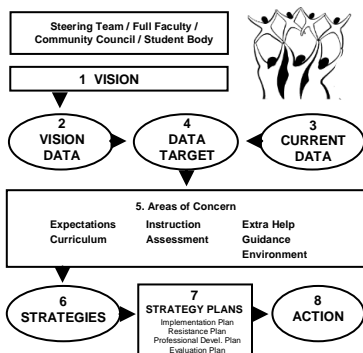 Steering Team / Full Faculty /
Community Council / Student Body
1 VISION
2
VISION
DATA
4
DATA
TARGET
3
CURRENT
DATA
5. Areas of Concern
Expectations Instruction Extra Help
Curriculum Assessment Guidance
Environment
6
STRATEGIES
7
STRATEGY PLANS
Implementation Plan
Resistance Plan
Professional Devel. Plan
Evaluation Plan
8
ACTION